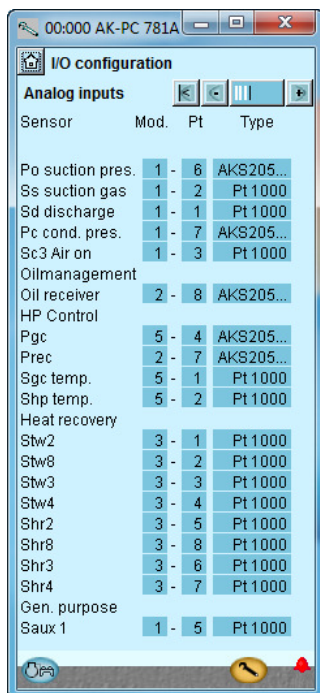 00:000 AK-PC 781A
I/O configuration
Analog inputs
Sensor Mod. Pt Type
Po suction pres. 1 - 6 AKS205...
Ss suction gas 1 - 2 Pt 1000
Sd discharge 1 - 1 Pt 1000
Pc cond. pres. 1 - 7 AKS205...
Sc3 Air on 1 - 3 Pt 1000
Oilmanagement
Oil receiver 2 - 8 AKS205...
HP Control
Pgc 5 - 4 AKS205...
Prec 2 - 7 AKS205...
Sgc temp. 5 - 1 Pt 1000
Shp temp. 5 - 2 Pt 1000
Heat recovery
Stw2 3 - 1 Pt 1000
Stw8 3 - 2 Pt 1000
Stw3 3 - 3 Pt 1000
Stw4 3 - 4 Pt 1000
Shr2 3 - 5 Pt 1000
Shr8 3 - 8 Pt 1000
Shr3 3 - 6 Pt 1000
Shr4 3 - 7 Pt 1000
Gen. purpose
Saux 1 1 - 5 Pt 1000